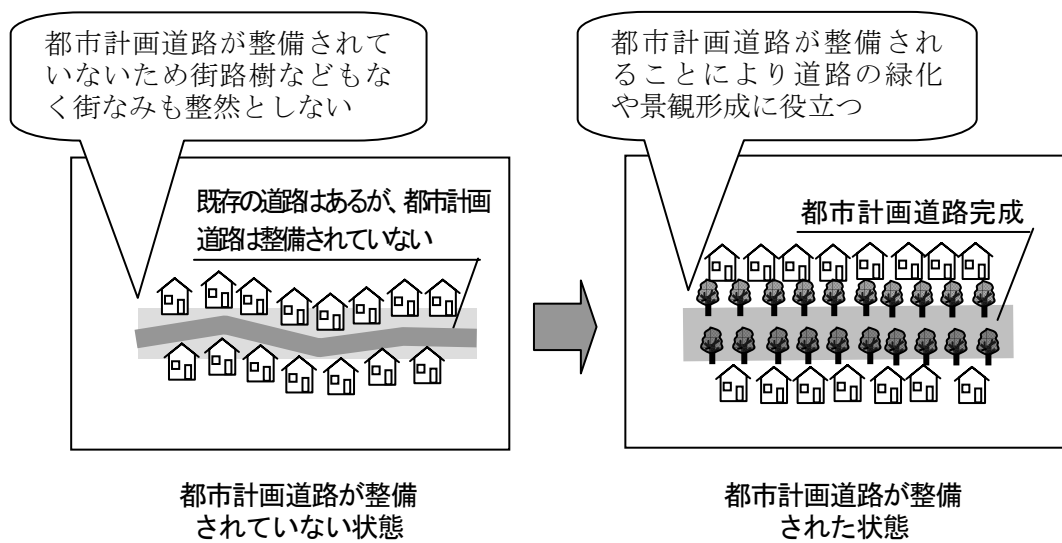 都市計画道路が整備されて
いないため街路樹などもな
く街なみも整然としない
既存の道路はあるが、都市計画
道路は整備されていない
都市計画道路が整備
されていない状態
都市計画道路が整備され
ることにより道路の緑化
や景観形成に役立つ
都市計画道路完成
都市計画道路が整備
された状態